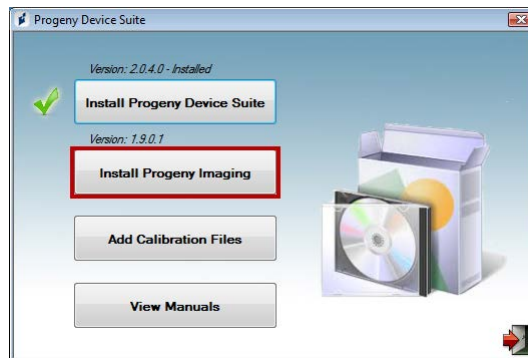 Progeny Device Suite
Version: 2.0.4.0 - Installed
Install Progeny Device Suite
Version: 1.9.0.1
Install Progeny Imaging
Add Calibration Files
View Manuals